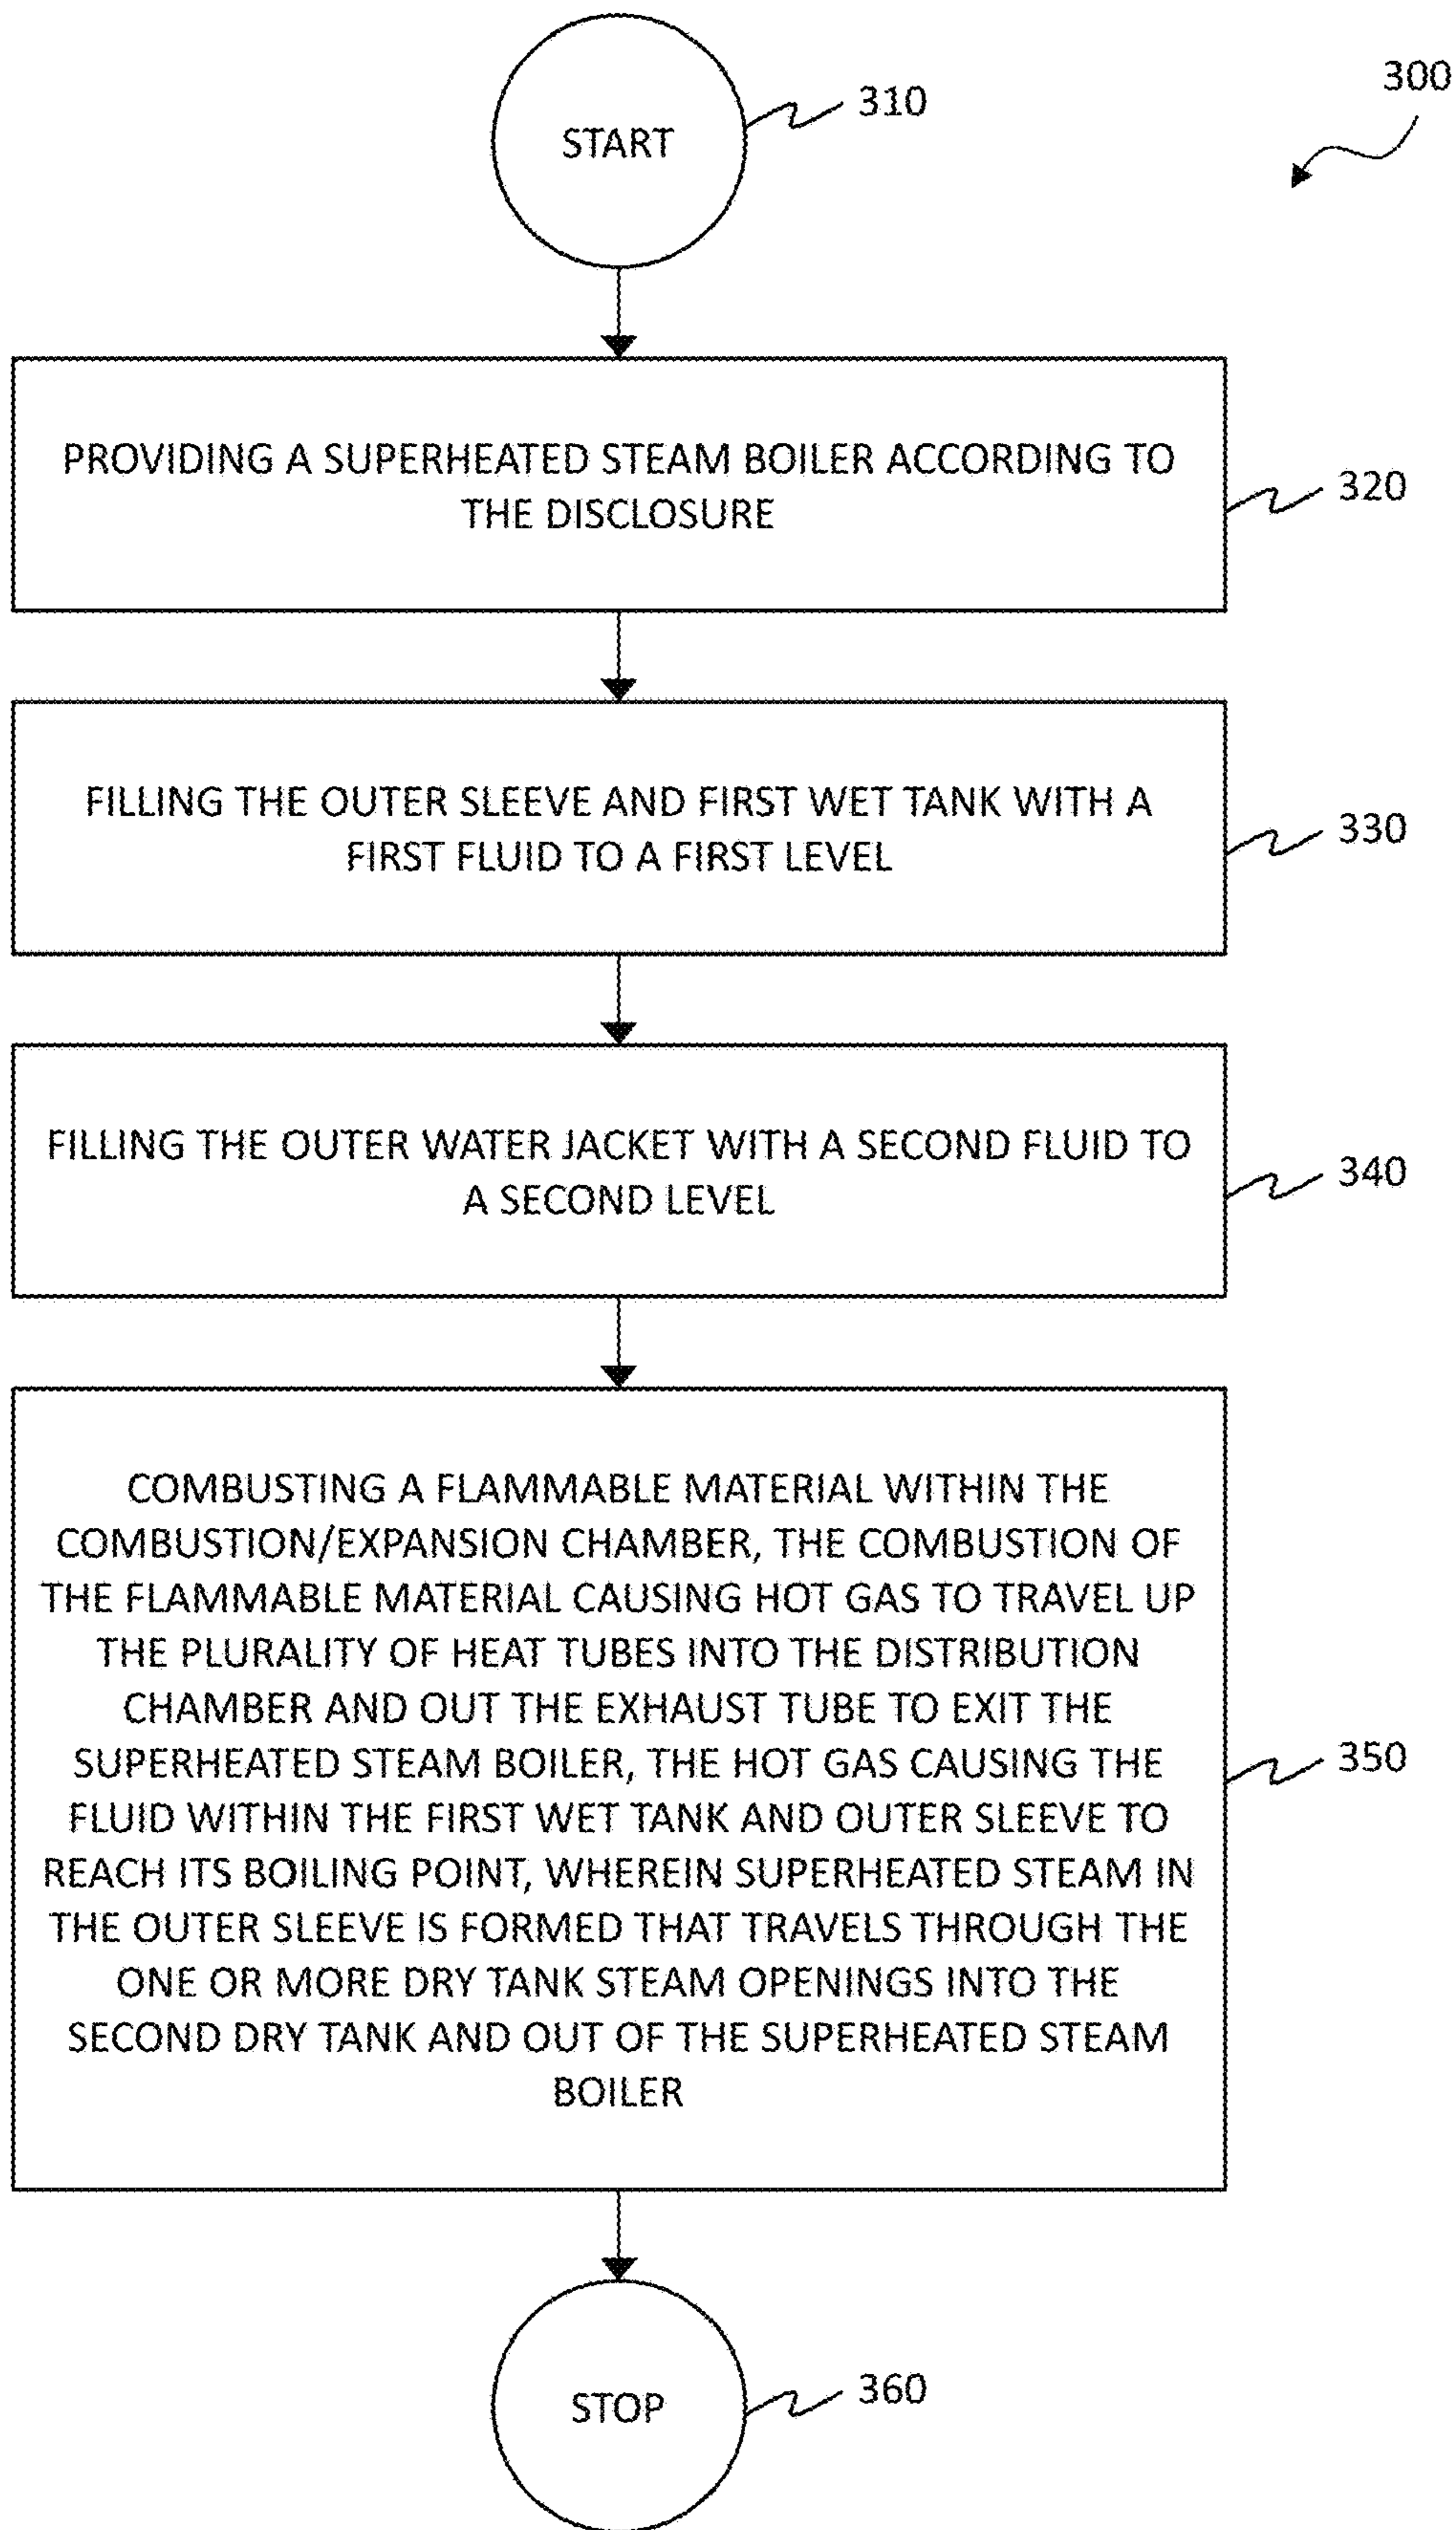 300
START
310
PROVIDING A SUPERHEATED STEAM BOILER ACCORDING TO
THE DISCLOSURE
320
FILLING THE OUTER SLEEVE AND FIRST WET TANK WITH A
FIRST FLUID TO A FIRST LEVEL
330
FILLING THE OUTER WATER JACKET WITH A SECOND FLUID TO
A SECOND LEVEL
340
COMBUSTING A FLAMMABLE MATERIAL WITHIN THE
COMBUSTION/EXPANSION CHAMBER, THE COMBUSTION OF
THE FLAMMABLE MATERIAL CAUSING HOT GAS TO TRAVEL UP
THE PLURALITY OF HEAT TUBES INTO THE DISTRIBUTION
CHAMBER AND OUT THE EXHAUST TUBE TO EXIT THE
SUPERHEATED STEAM BOILER, THE HOT GAS CAUSING THE
FLUID WITHIN THE FIRST WET TANK AND OUTER SLEEVE TO
REACH ITS BOILING POINT, WHEREIN SUPERHEATED STEAM IN
THE OUTER SLEEVE IS FORMED THAT TRAVELS THROUGH THE
ONE OR MORE DRY TANK STEAM OPENINGS INTO THE
SECOND DRY TANK AND OUT OF THE SUPERHEATED STEAM
BOILER
350
STOP
360